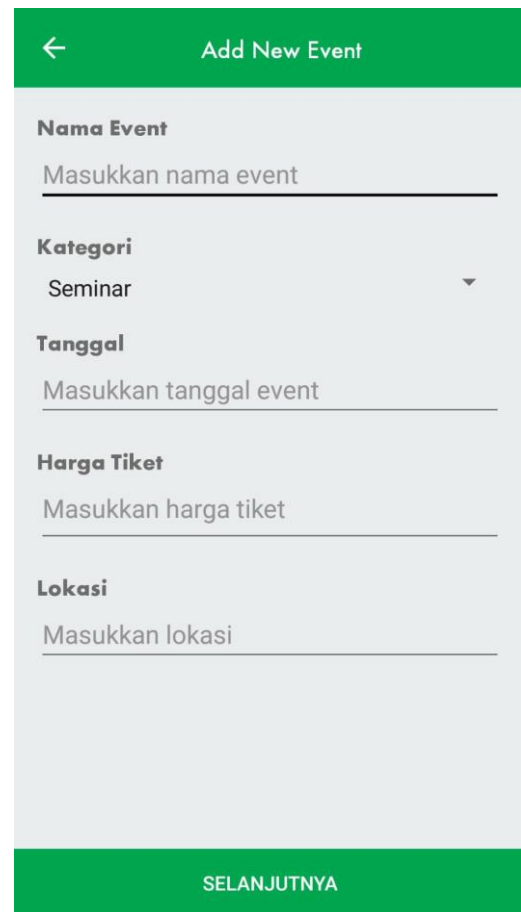 Add New Event
Nama Event
Masukkan nama event
Kategori
Seminar
Tanggal
Masukkan tanggal event
Harga Tiket
Masukkan harga tiket
Lokasi
Masukkan lokasi
SELANJUTNYA